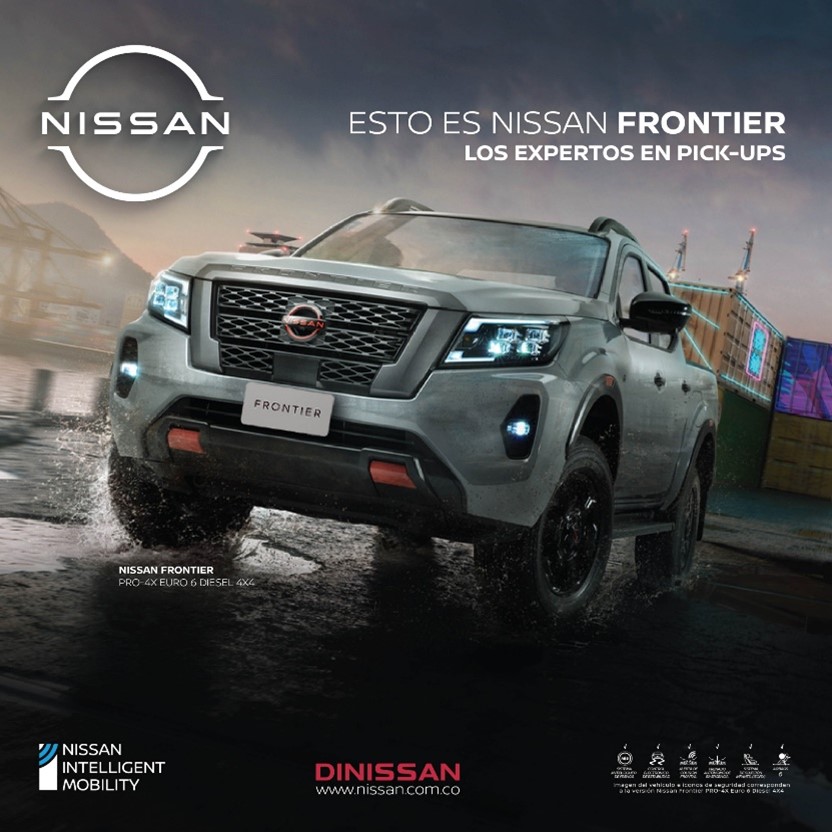 NISSAN
ESTO ES NISSAN FRONTIER
LOS EXPERTOS EN PICK-UPS
NISSAN
FRONTIER
NISSAN FRONTIER
PRO-4X EURO 6 DIESEL 4X4
NISSAN
INTELLIGENT
MOBILITY
DINISSAN
www.nissan.com.co
Imagen del vehículo e íconos de seguridad corresponden
a la versión Nissan Frontier PRO-4X Euro 6 Diesel 4X4